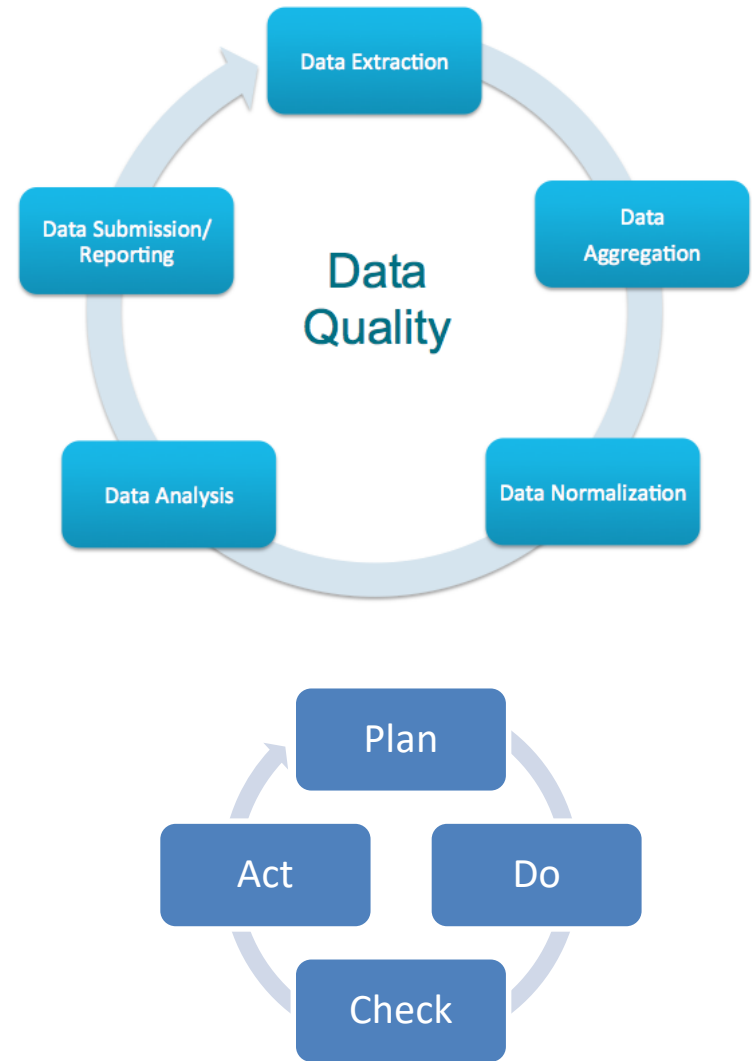 Data Extraction
Data
Aggregation
Data Normalization
Data Analysis
Data Submission/
Reporting
Data
Quality
Plan
Do
Check
Act